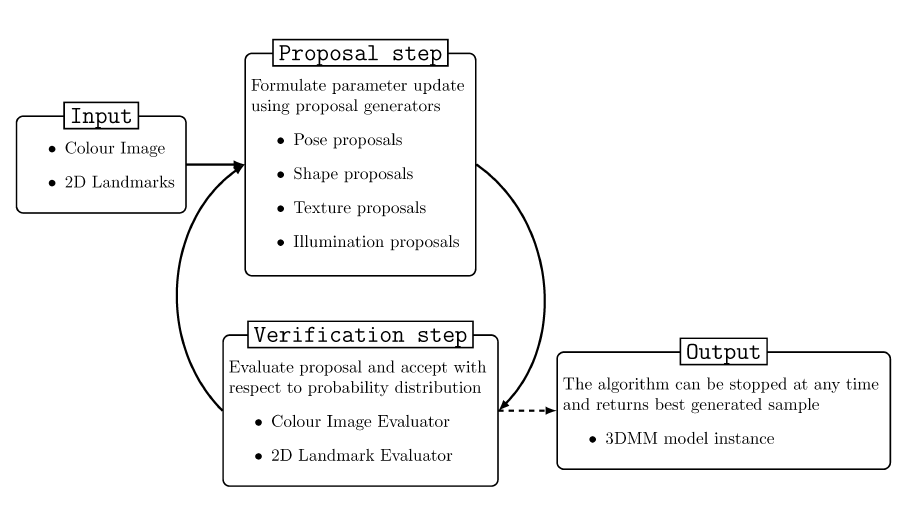 Input
• Colour Image
• 2D Landmarks
Proposal step
Formulate parameter update
using proposal generators
• Pose proposals
• Shape proposals
• Texture proposals
• Illumination proposals
Verification step
Evaluate proposal and accept with
respect to probability distribution
• Colour Image Evaluator
• 2D Landmark Evaluator
Output
The algorithm can be stopped at any time
and returns best generated sample
• 3DMM model instance